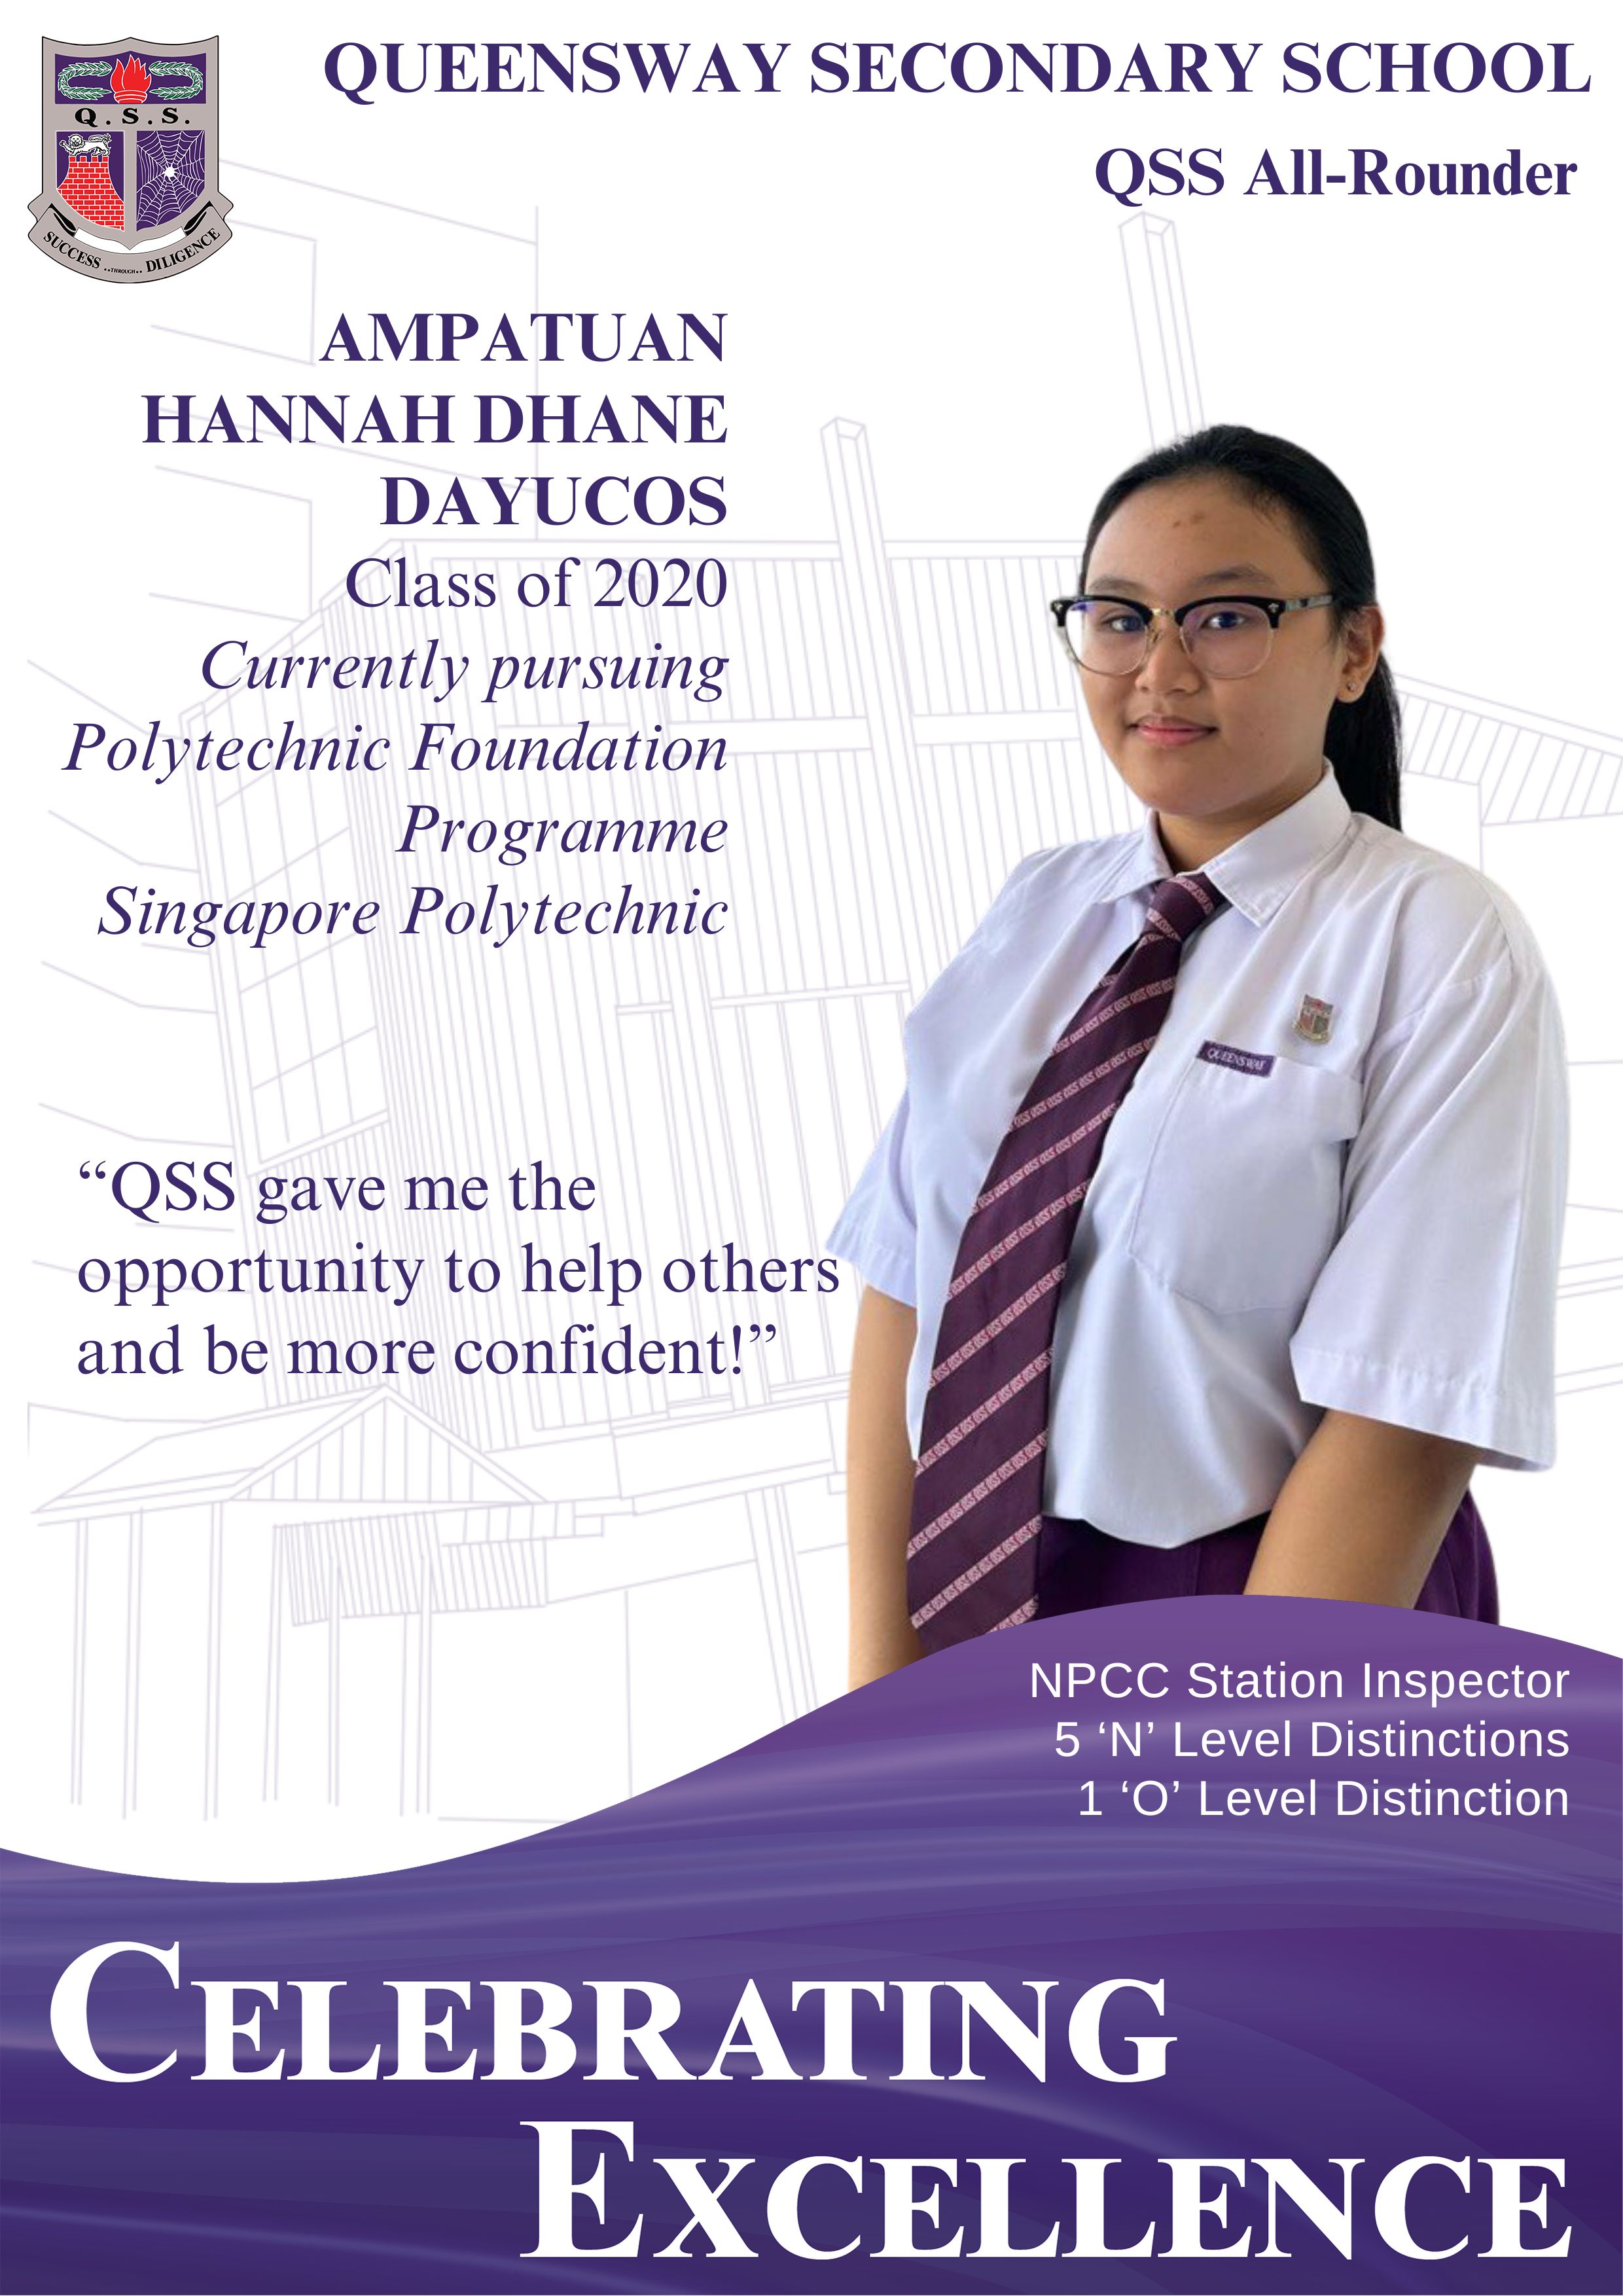 QUEENSWAY SECONDARY SCHOOL
QSS All-Rounder
Q.S.S.
SUCCESS ..THROUGH.. DILIGENCE
AMPATUAN
HANNAH DHANE
DAYUCOS
Class of 2020
Currently pursuing
Polytechnic Foundation
Programme
Singapore Polytechnic
“QSS gave me the
opportunity to help others
and be more confident!”
QUEENSWAY
NPCC Station Inspector
5 ‘N’ Level Distinctions
1 ‘O’ Level Distinction
CELEBRATING
EXCELLENCE